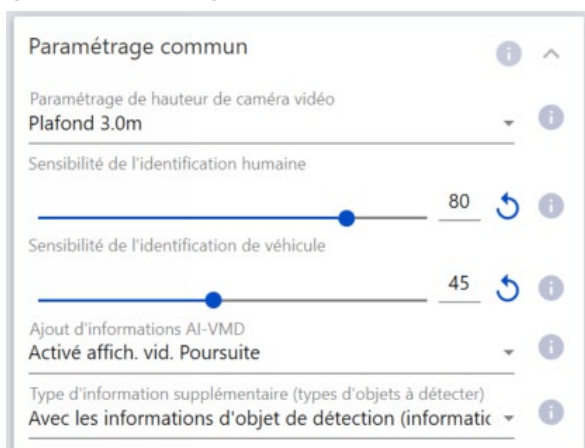 Paramétrage commun
Paramétrage de hauteur de caméra vidéo
Plafond 3.0m
Sensibilité de l'identification humaine
80
Sensibilité de l'identification de véhicule
45
Ajout d'informations AI-VMD
Activé affich. vid. Poursuite
Type d'information supplémentaire (types d'objets à détecter)
Avec les informations d'objet de détection (informatic